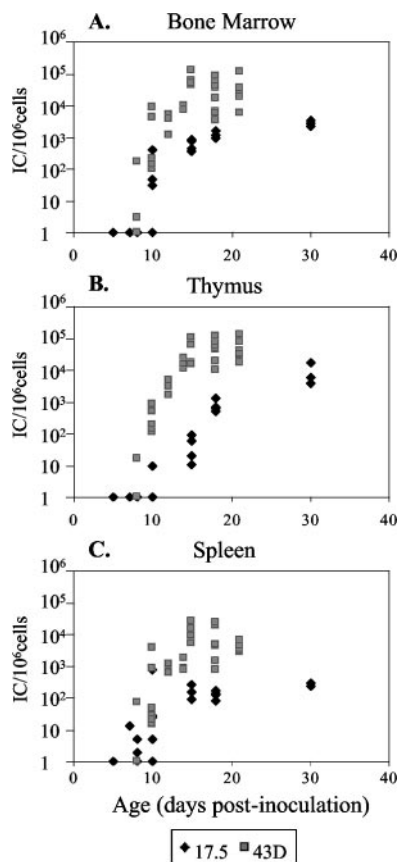 A. Bone Marrow
IC/10⁶cells
10⁶
10⁵
10⁴
10³
10²
10
1
0 10 20 30 40
B. Thymus
IC/10⁶cells
10⁶
10⁵
10⁴
10³
10²
10
1
0 10 20 30 40
C. Spleen
IC/10⁶cells
10⁶
10⁵
10⁴
10³
10²
10
1
0 10 20 30 40
Age (days post-inoculation)
17.5 43D